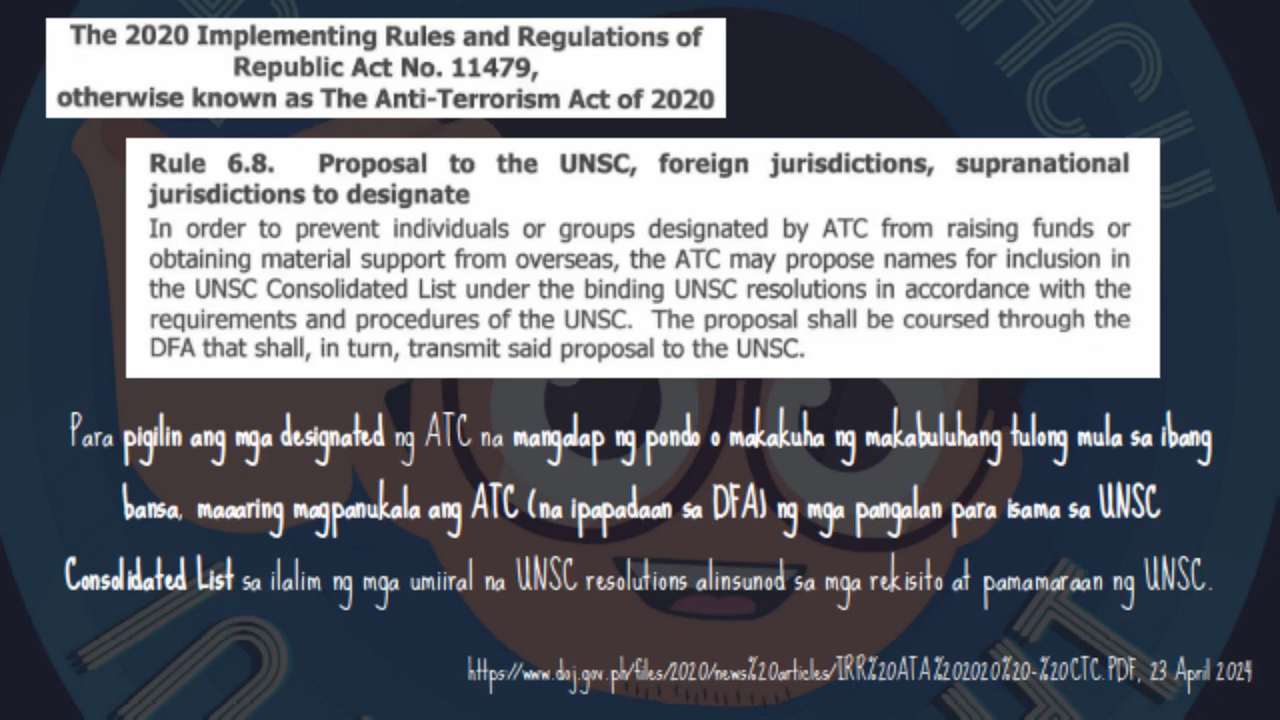 The 2020 Implementing Rules and Regulations of
Republic Act No. 11479,
otherwise known as The Anti-Terrorism Act of 2020
Rule 6.8. Proposal to the UNSC, foreign jurisdictions, supranational
jurisdictions to designate
In order to prevent individuals or groups designated by ATC from raising funds or
obtaining material support from overseas, the ATC may propose names for inclusion in
the UNSC Consolidated List under the binding UNSC resolutions in accordance with the
requirements and procedures of the UNSC. The proposal shall be coursed through the
DFA that shall, in turn, transmit said proposal to the UNSC.
Para pigilin ang mga designated ng ATC na mangalap ng pondo o makakuha ng makabuluhang tulong mula sa ibang
bansa, maaaring magpanukala ang ATC (na ipapadaan sa DFA) ng mga pangalan para isama sa UNSC
Consolidated List sa ilalim ng mga umiiral na UNSC resolutions alinsunod sa mga rekisito at pamamaraan ng UNSC.
https://www.doj.gov.ph/files/2020/news%20articles/IRR%20ATA%202020%20-%20CTC.PDF, 23 April 2024